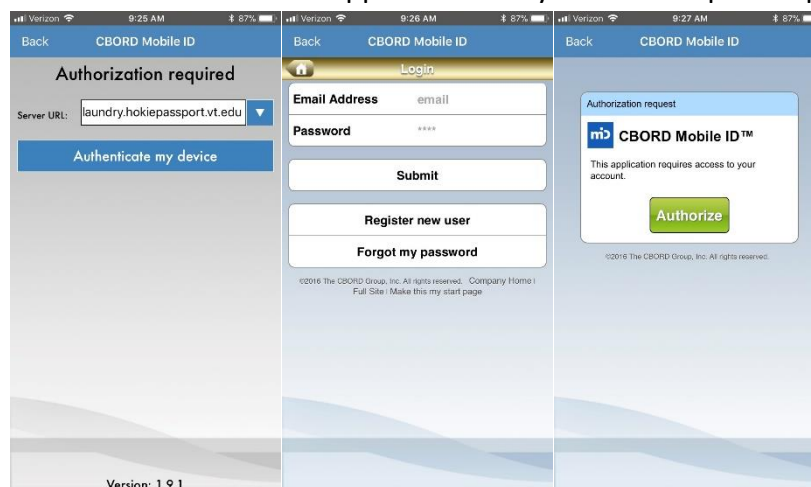 Verizon 9:25 AM 87%
Back CBORD Mobile ID
Authorization required
Server URL: laundry.hokiepassport.vt.edu
Authenticate my device
Version: 1.9.1
Verizon 9:26 AM 87%
Back CBORD Mobile ID
Login
Email Address email
Password ****
Submit
Register new user
Forgot my password
©2016 The CBORD Group, Inc. All rights reserved. Company Home |
Full Site | Make this my start page
Verizon 9:27 AM 87%
Back CBORD Mobile ID
Authorization request
mID CBORD Mobile ID™
This application requires access to your
account.
Authorize
©2016 The CBORD Group, Inc. All rights reserved.